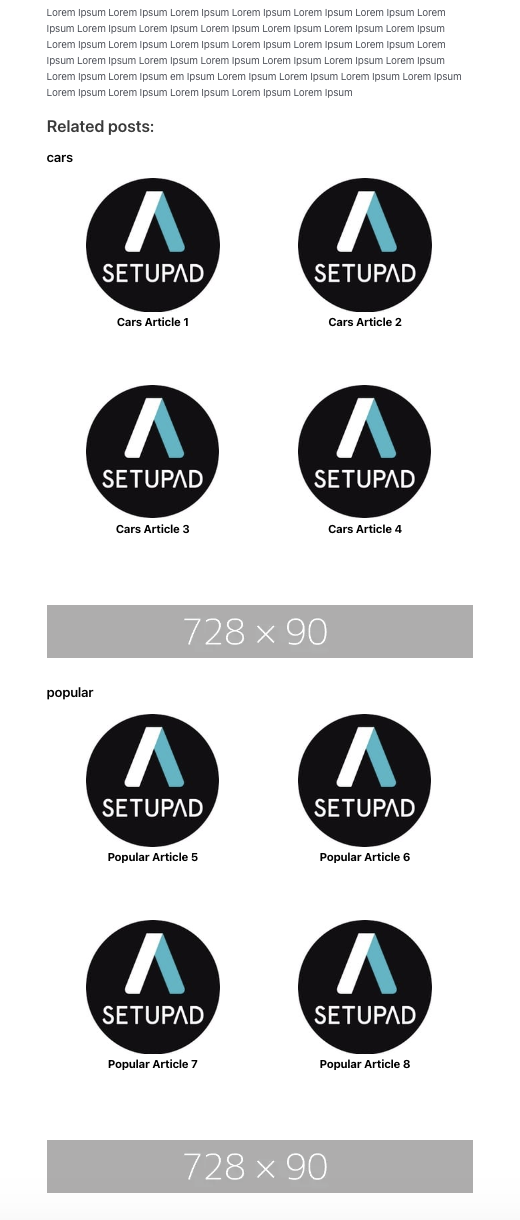 Lorem Ipsum Lorem Ipsum Lorem Ipsum Lorem Ipsum Lorem Ipsum Lorem Ipsum Lorem
Ipsum Lorem Ipsum Lorem Ipsum Lorem Ipsum Lorem Ipsum Lorem Ipsum Lorem Ipsum
Lorem Ipsum Lorem Ipsum Lorem Ipsum Lorem Ipsum Lorem Ipsum Lorem Ipsum Lorem
Ipsum Lorem Ipsum Lorem Ipsum Lorem Ipsum Lorem Ipsum Lorem Ipsum Lorem Ipsum
Lorem Ipsum Lorem Ipsum em Ipsum Lorem Ipsum Lorem Ipsum Lorem Ipsum Lorem Ipsum
Lorem Ipsum Lorem Ipsum Lorem Ipsum Lorem Ipsum Lorem Ipsum
Related posts:
cars
SETUPAD
Cars Article 1
SETUPAD
Cars Article 2
SETUPAD
Cars Article 3
SETUPAD
Cars Article 4
728 × 90
popular
SETUPAD
Popular Article 5
SETUPAD
Popular Article 6
SETUPAD
Popular Article 7
SETUPAD
Popular Article 8
728 × 90